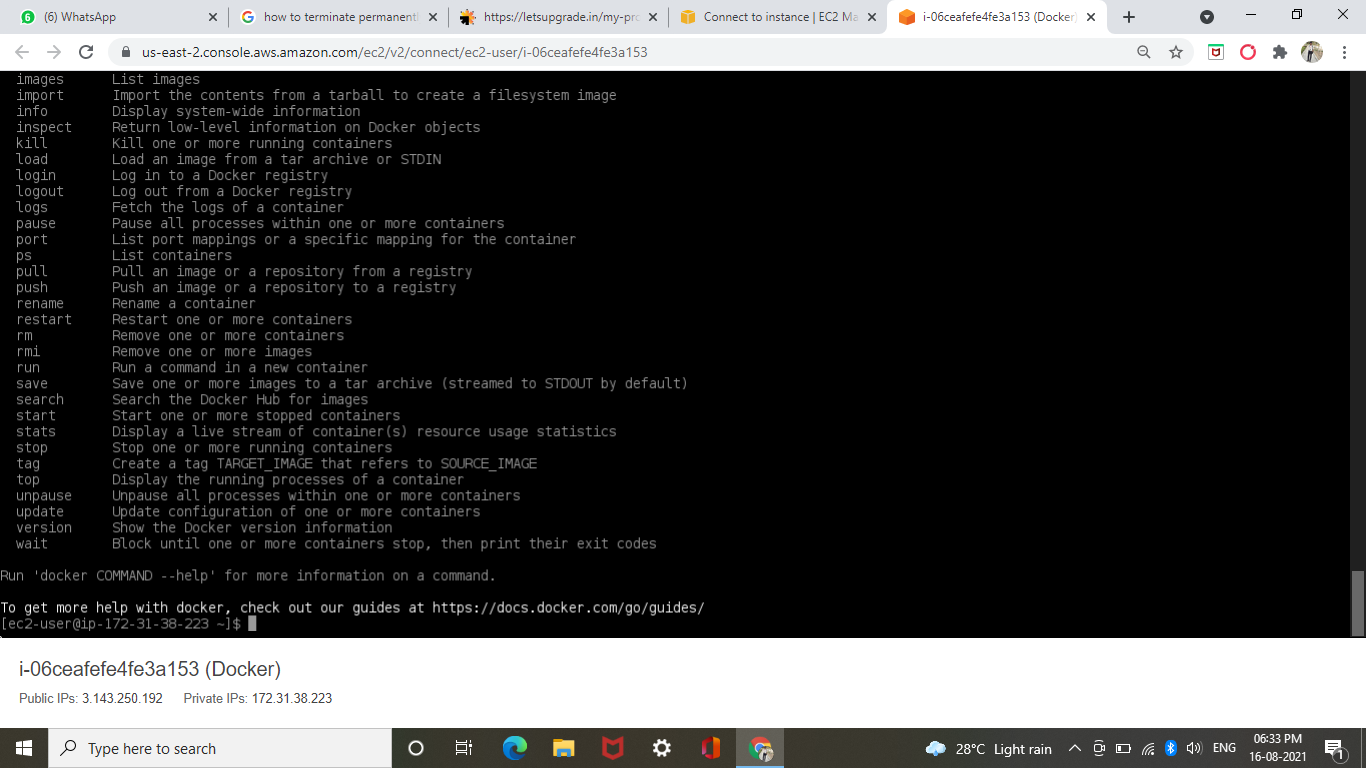 (6) WhatsApp
how to terminate permanentl
https://letsupgrade.in/my-pro
Connect to instance | EC2 Ma
i-06ceafefe4fe3a153 (Docker)
us-east-2.console.aws.amazon.com/ec2/v2/connect/ec2-user/i-06ceafefe4fe3a153
images List images
import Import the contents from a tarball to create a filesystem image
info Display system-wide information
inspect Return low-level information on Docker objects
kill Kill one or more running containers
load Load an image from a tar archive or STDIN
login Log in to a Docker registry
logout Log out from a Docker registry
logs Fetch the logs of a container
pause Pause all processes within one or more containers
port List port mappings or a specific mapping for the container
ps List containers
pull Pull an image or a repository from a registry
push Push an image or a repository to a registry
rename Rename a container
restart Restart one or more containers
rm Remove one or more containers
rmi Remove one or more images
run Run a command in a new container
save Save one or more images to a tar archive (streamed to STDOUT by default)
search Search the Docker Hub for images
start Start one or more stopped containers
stats Display a live stream of container(s) resource usage statistics
stop Stop one or more running containers
tag Create a tag TARGET_IMAGE that refers to SOURCE_IMAGE
top Display the running processes of a container
unpause Unpause all processes within one or more containers
update Update configuration of one or more containers
version Show the Docker version information
wait Block until one or more containers stop, then print their exit codes
Run 'docker COMMAND --help' for more information on a command.
To get more help with docker, check out our guides at https://docs.docker.com/go/guides/
[ec2-user@ip-172-31-38-223 ~]$
i-06ceafefe4fe3a153 (Docker)
Public IPs: 3.143.250.192 Private IPs: 172.31.38.223
Type here to search
28°C Light rain
ENG
06:33 PM
16-08-2021
1